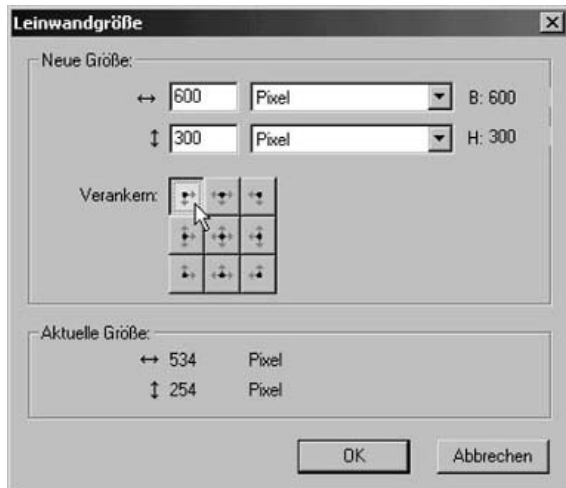 Leinwandgröße
Neue Größe:
600 Pixel B: 600
300 Pixel H: 300
Verankern:
Aktuelle Größe:
534 Pixel
254 Pixel
OK Abbrechen